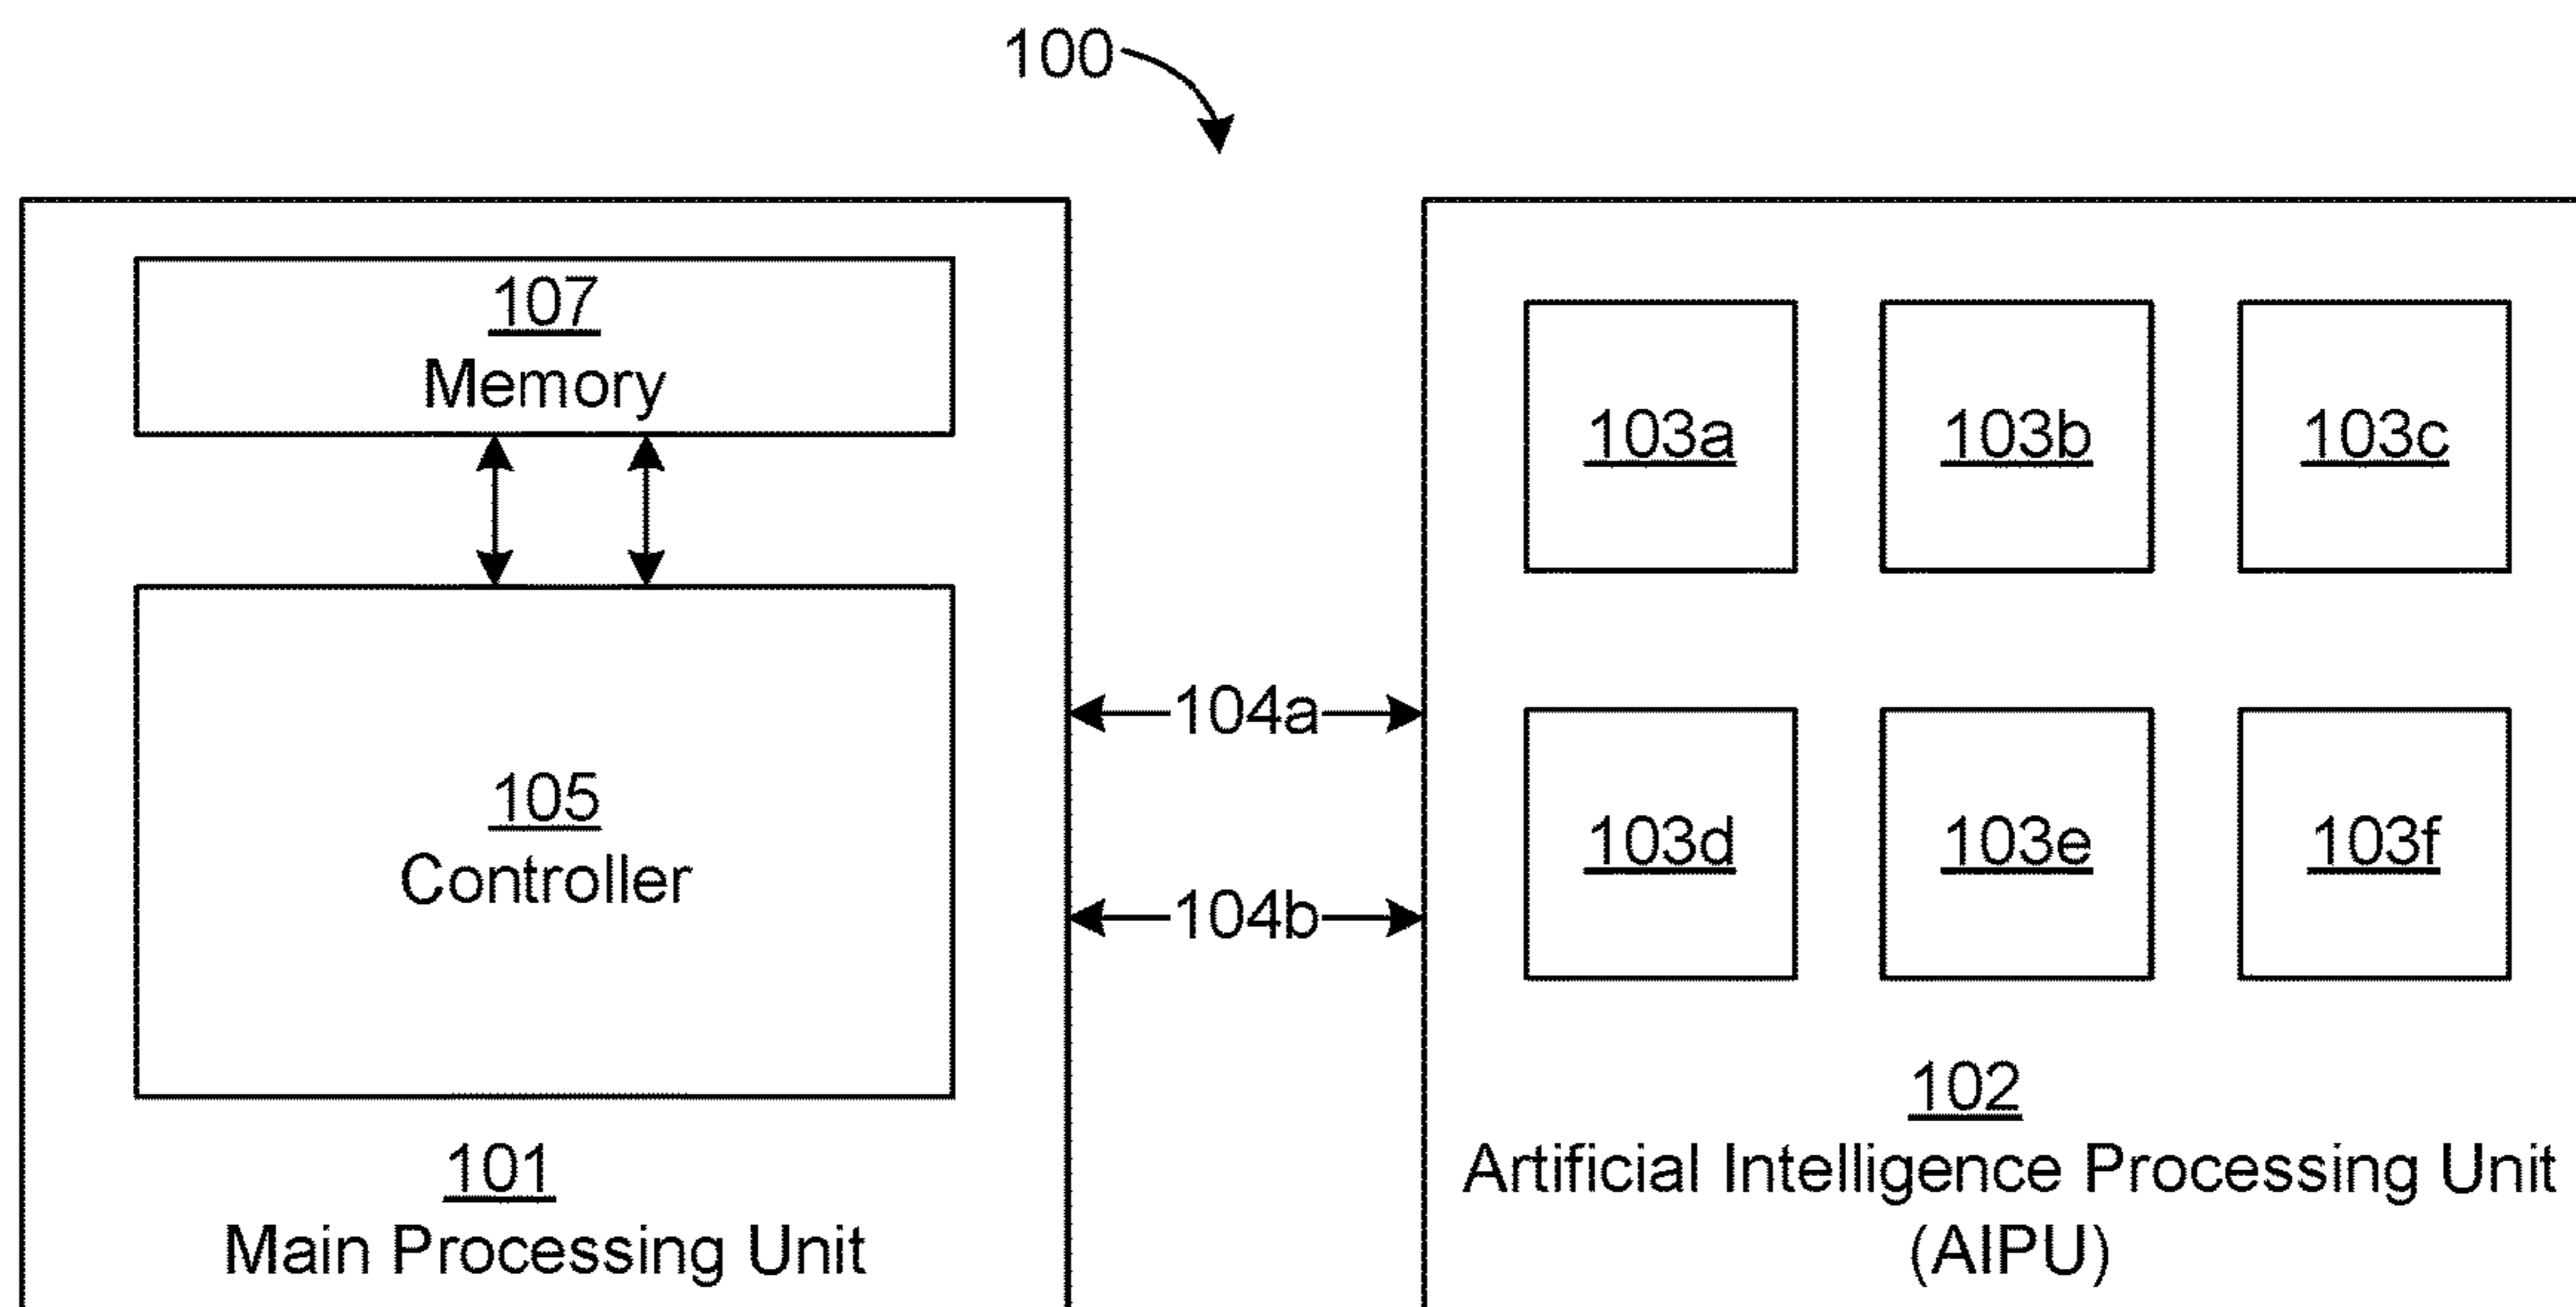 100
107
Memory
105
Controller
101
Main Processing Unit
104a
104b
103a 103b 103c
103d 103e 103f
102
Artificial Intelligence Processing Unit
(AIPU)